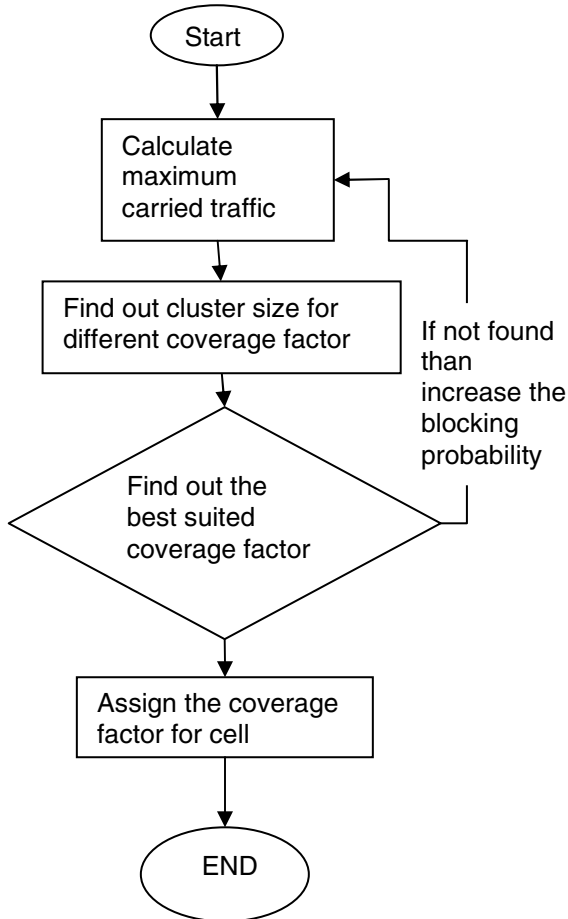 Start
Calculate
maximum
carried traffic
Find out cluster size for
different coverage factor
If not found
than
increase the
blocking
probability
Find out the
best suited
coverage factor
Assign the coverage
factor for cell
END